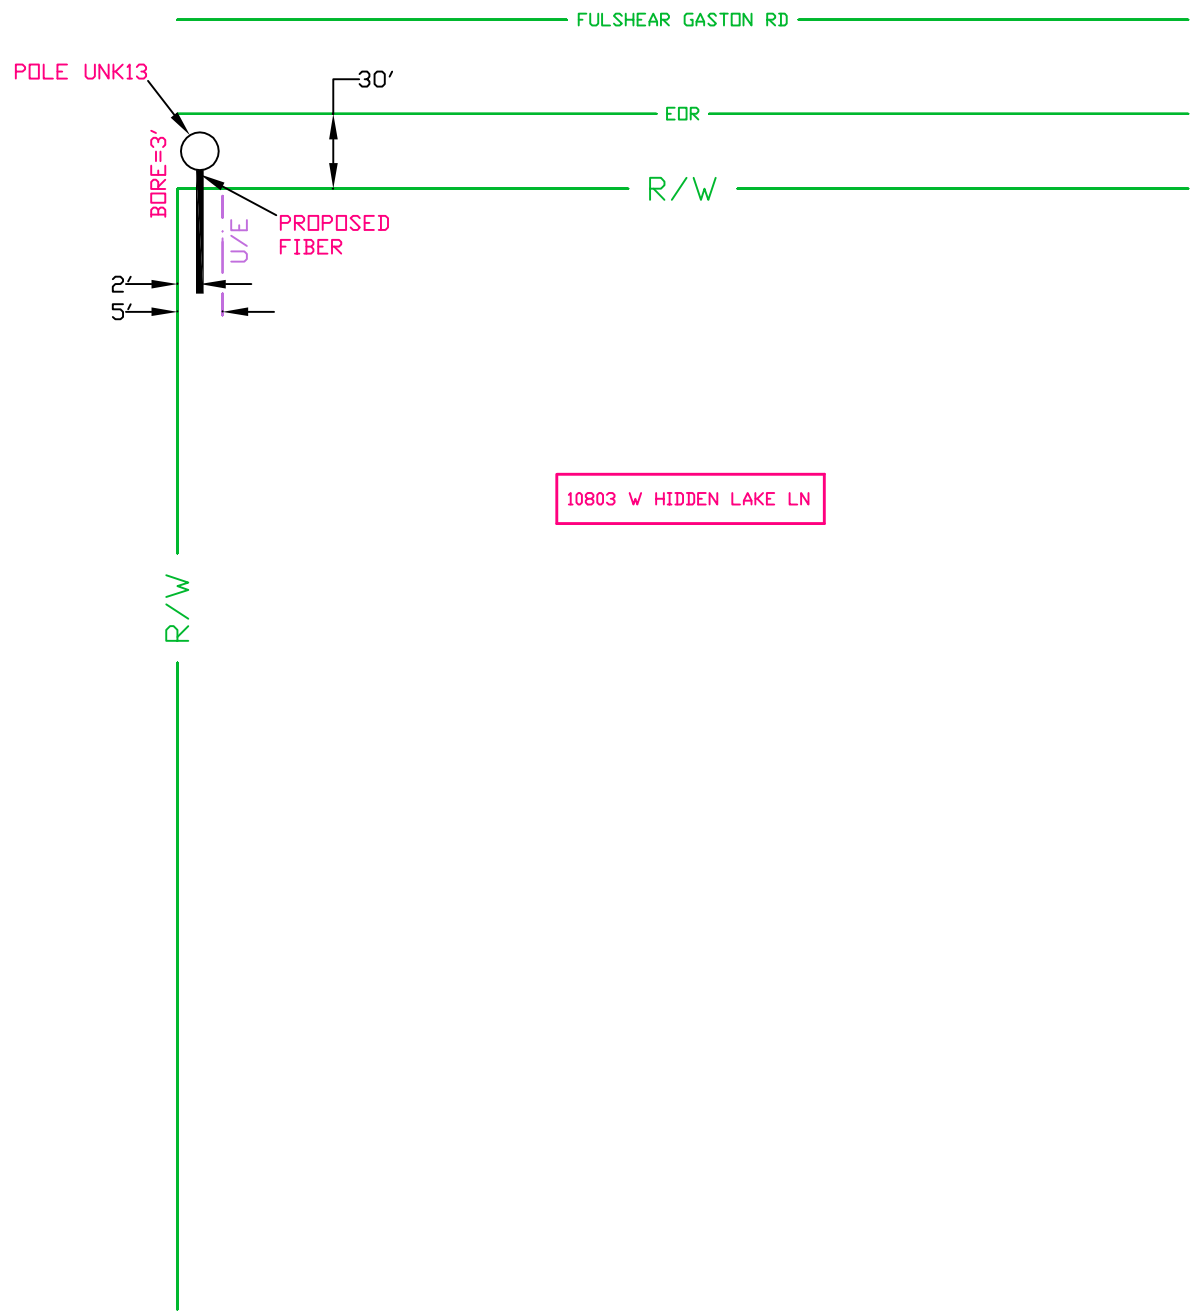 FULSHEAR GASTON RD
POLE UNK13
30'
EOR
BORE=3'
R/W
PROPOSED
FIBER
U/E
2'
5'
10803 W HIDDEN LAKE LN
R/W